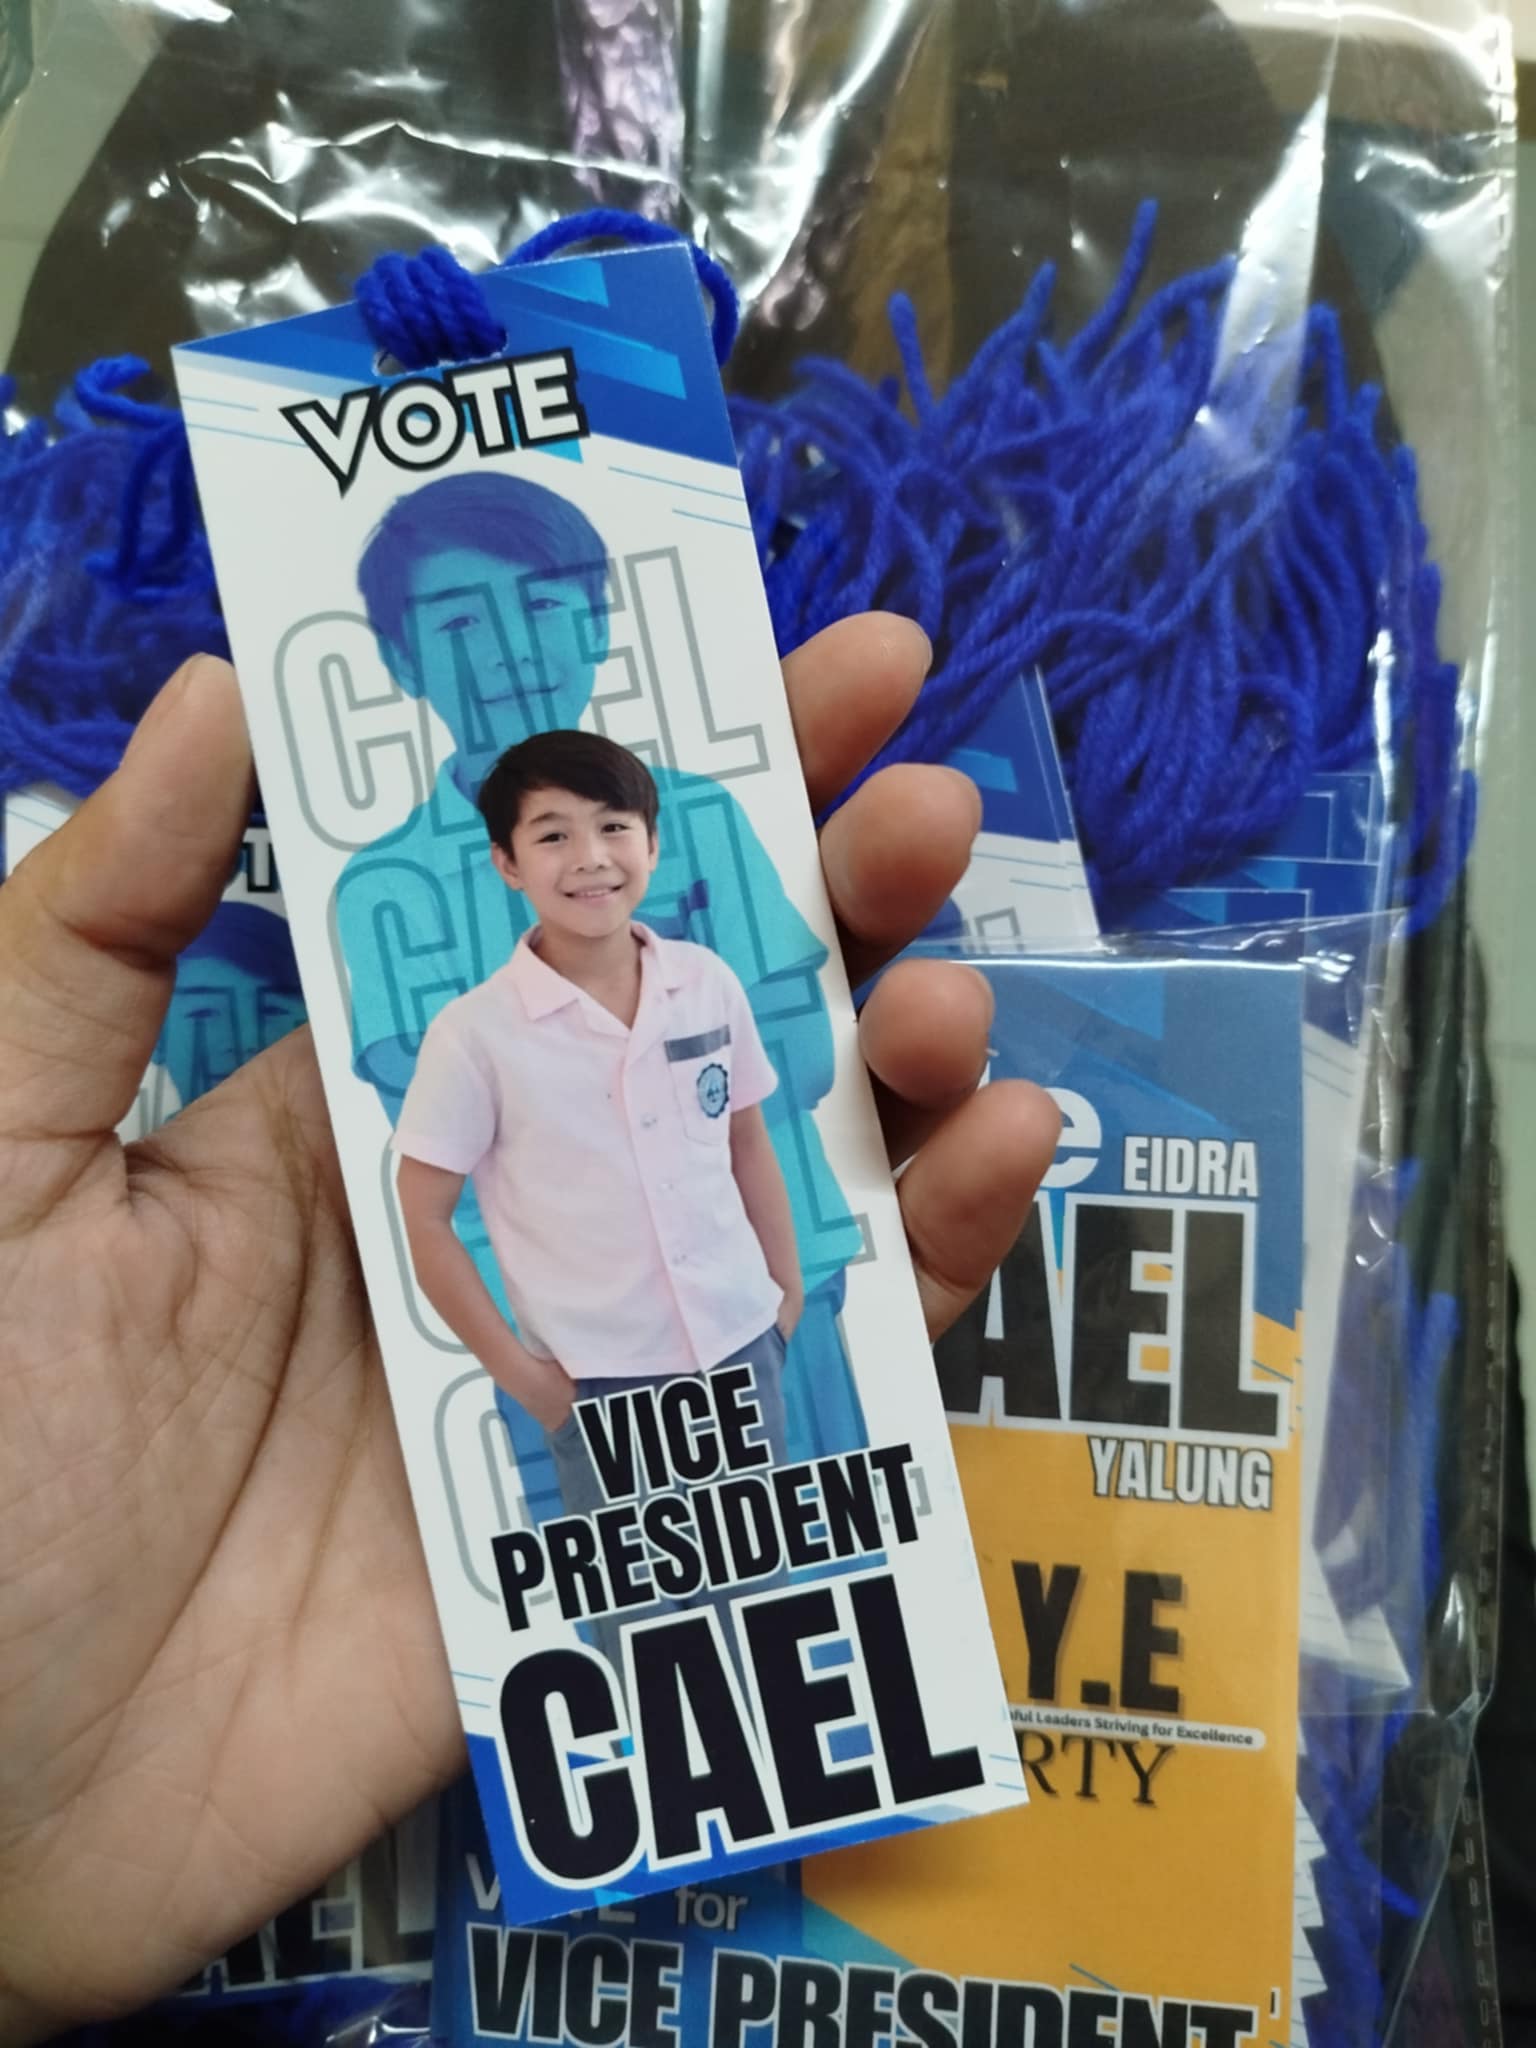 VOTE
CAEL
CAEL
VICE
PRESIDENT
CAEL
EIDRA
AEL
YALUNG
Y.E
Leaders Striving for Excellence
RTY
for
VICE PRESIDENT